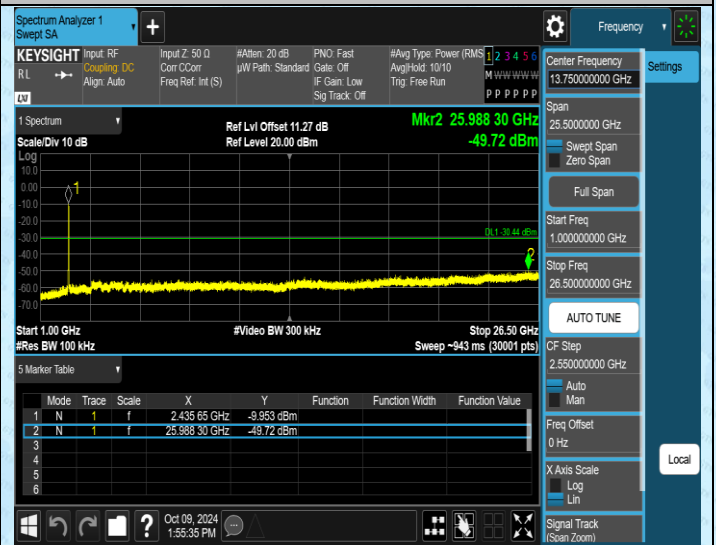 Spectrum Analyzer 1
Swept SA
+
Frequency
KEYSIGHT
RL
LXI
Input: RF
Coupling: DC
Align: Auto
Input Z: 50 Ω
Corr CCorr
Freq Ref: Int (S)
#Atten: 20 dB
µW Path: Standard
PNO: Fast
Gate: Off
IF Gain: Low
Sig Track: Off
#Avg Type: Power (RMS
Avg|Hold: 10/10
Trig: Free Run
1 2 3 4 5 6
M W W W W W
P P P P P P
1 Spectrum
Scale/Div 10 dB
Ref Lvl Offset 11.27 dB
Ref Level 20.00 dBm
Mkr2 25.988 30 GHz
-49.72 dBm
Log
10.0
0.00
-10.0
-20.0
-30.0
-40.0
-50.0
-60.0
-70.0
1
2
DL1 -30.44 dBm
Start 1.00 GHz
#Res BW 100 kHz
#Video BW 300 kHz
Stop 26.50 GHz
Sweep ~943 ms (30001 pts)
5 Marker Table
Mode Trace Scale X Y Function Function Width Function Value
1 N 1 f 2.435 65 GHz -9.953 dBm
2 N 1 f 25.988 30 GHz -49.72 dBm
3
4
5
6
?
Oct 09, 2024
1:55:35 PM
Center Frequency
13.750000000 GHz
Span
25.5000000 GHz
Swept Span
Zero Span
Full Span
Start Freq
1.000000000 GHz
Stop Freq
26.500000000 GHz
AUTO TUNE
CF Step
2.550000000 GHz
Auto
Man
Freq Offset
0 Hz
X Axis Scale
Log
Lin
Signal Track
(Span Zoom)
Settings
Local